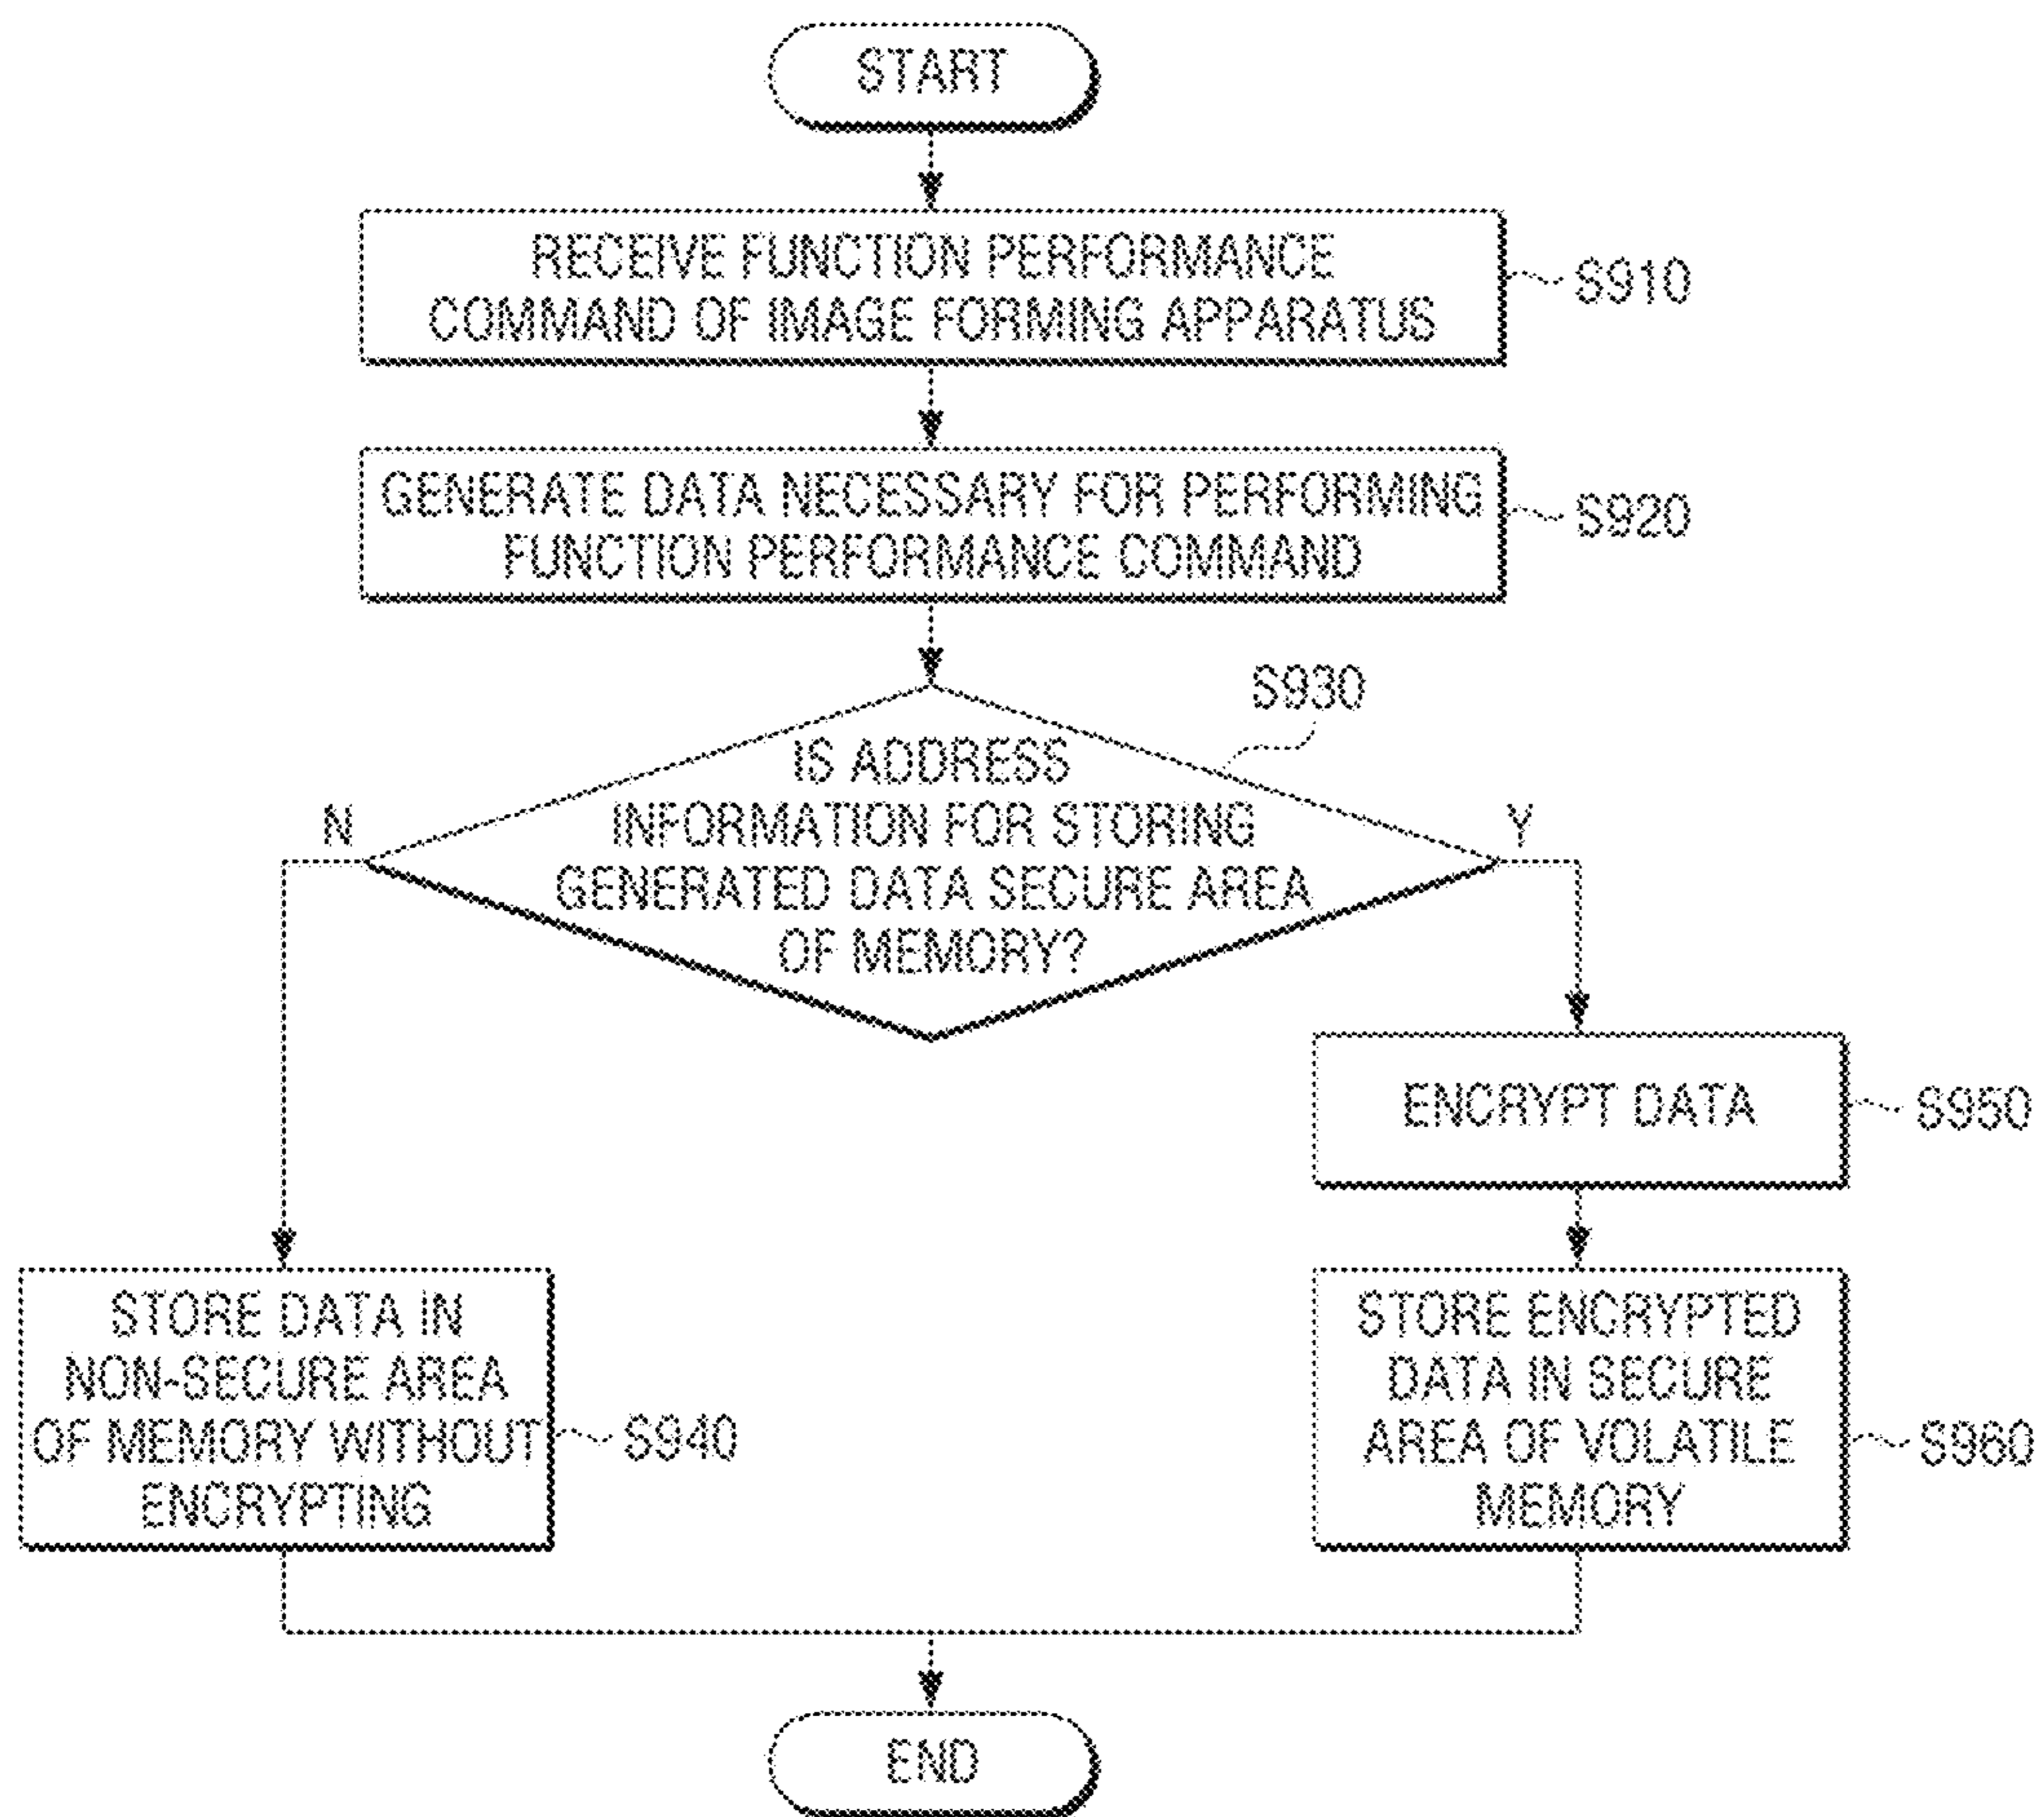 START
RECEIVE FUNCTION PERFORMANCE
COMMAND OF IMAGE FORMING APPARATUS
S910
GENERATE DATA NECESSARY FOR PERFORMING
FUNCTION PERFORMANCE COMMAND
S920
S930
IS ADDRESS
INFORMATION FOR STORING
GENERATED DATA SECURE AREA
OF MEMORY?
N
Y
ENCRYPT DATA
S950
STORE DATA IN
NON-SECURE AREA
OF MEMORY WITHOUT
ENCRYPTING
S940
STORE ENCRYPTED
DATA IN SECURE
AREA OF VOLATILE
MEMORY
S960
END